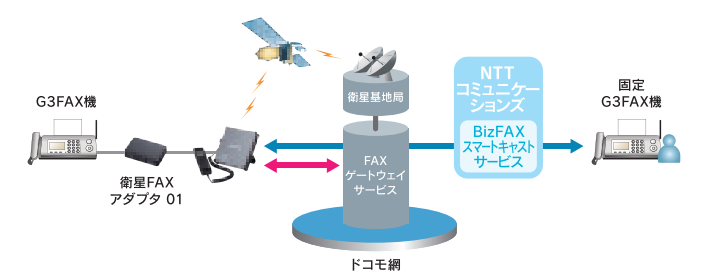 G3FAX機
衛星FAX
アダプタ 01
衛星基地局
FAX
ゲートウェイ
サービス
ドコモ網
NTT
コミュニケー
ションズ
BizFAX
スマートキャスト
サービス
固定
G3FAX機